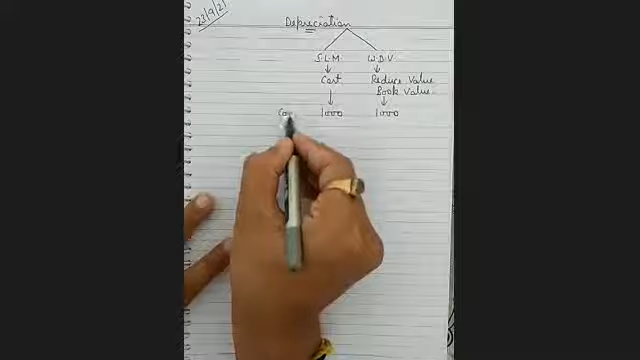 23/9/21
Depreciation
S.L.M. W.D.V
Cost Reduce Value
Book Value
1000 1000